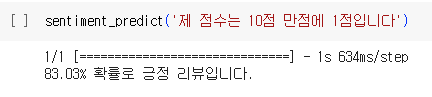 [ ] sentiment_predict('제 점수는 10점 만점에 1점입니다')
1/1 [==============================] - 1s 634ms/step
83.03% 확률로 긍정 리뷰입니다.